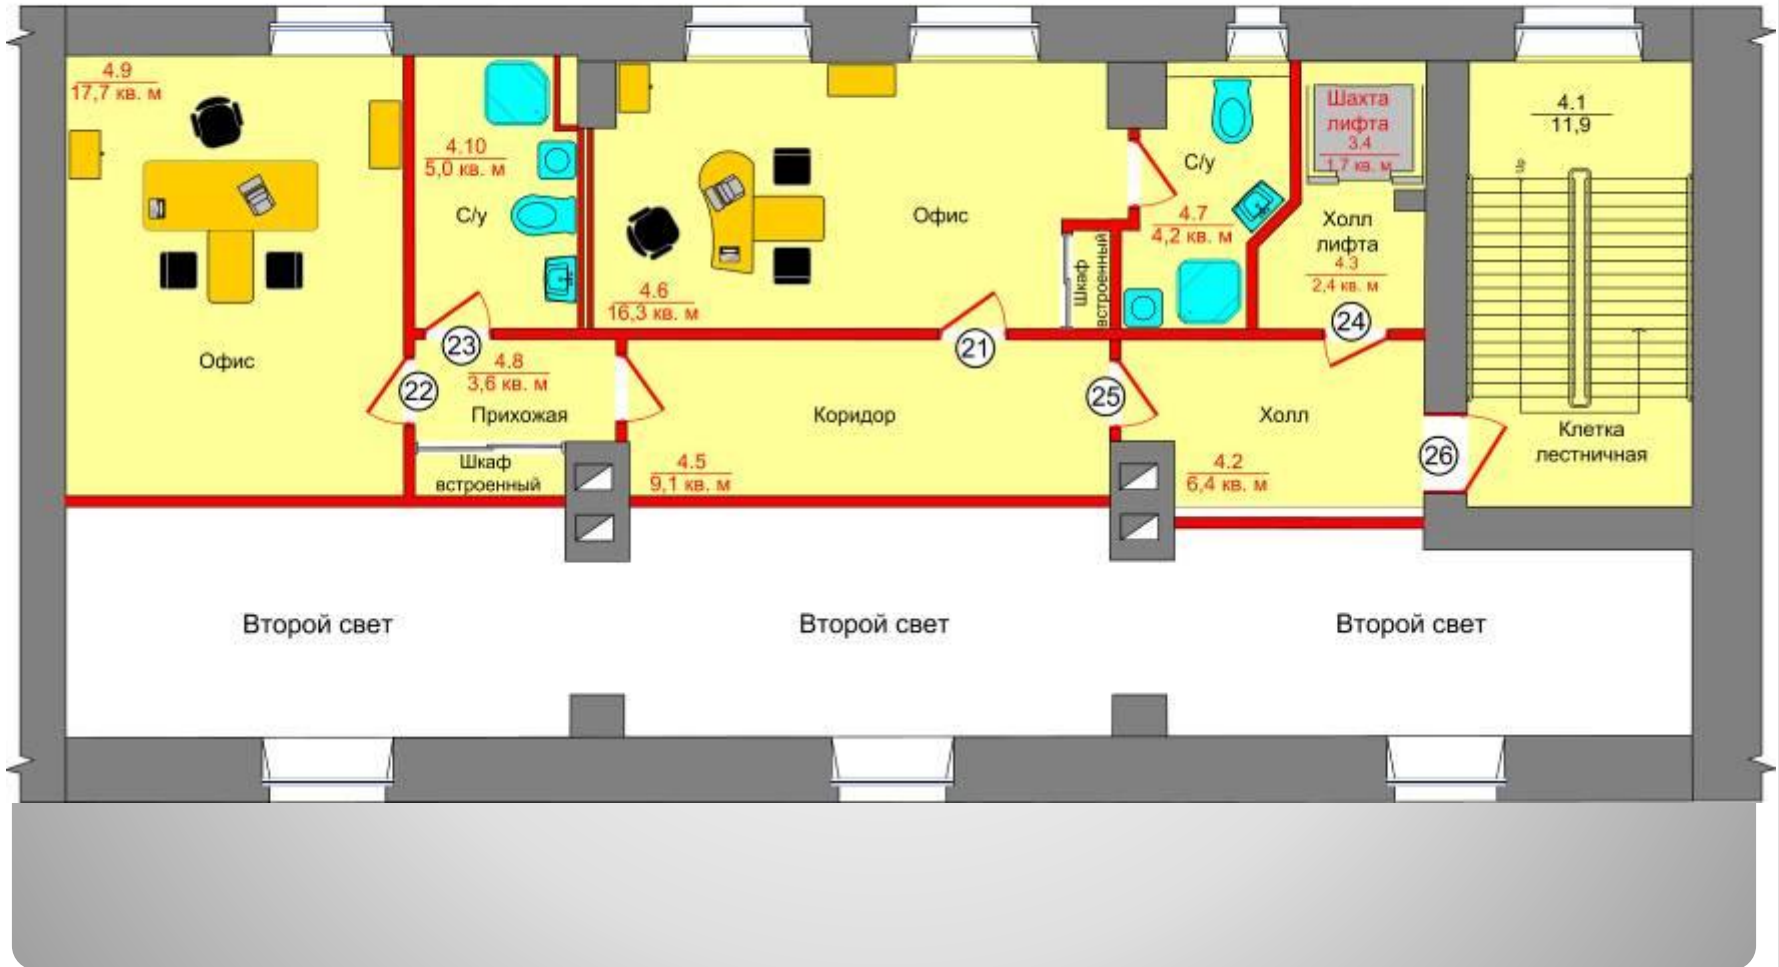 4.9
17,7 кв. м
Офис
22
4.10
5,0 кв. м
С/у
23
4.8
3,6 кв. м
Прихожая
Шкаф
встроенный
Офис
4.6
16,3 кв. м
Шкаф
встроенный
21
Коридор
4.5
9,1 кв. м
С/у
4.7
4,2 кв. м
25
Шахта
лифта
3.4
1,7 кв. м
Холл
лифта
4.3
2,4 кв. м
24
Холл
4.2
6,4 кв. м
26
4.1
11,9
Up
Клетка
лестничная
Второй свет
Второй свет
Второй свет